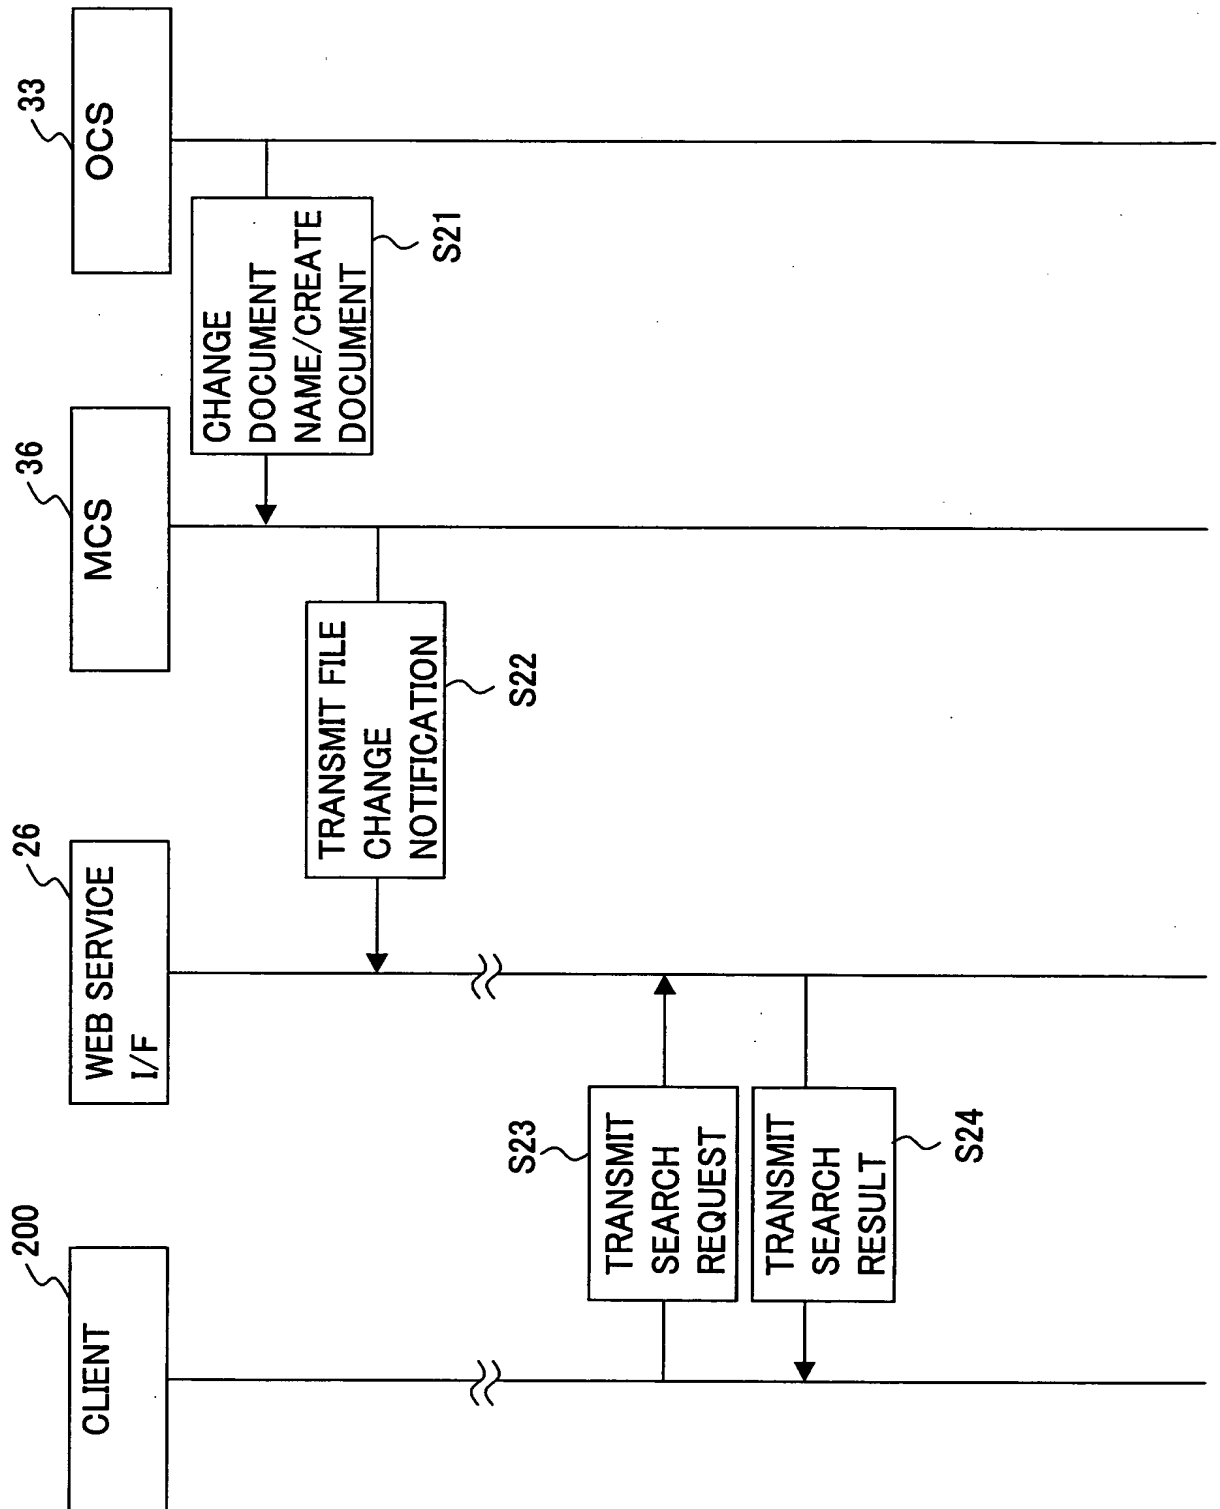 200
CLIENT
26
WEB SERVICE
I/F
36
MCS
33
OCS
CHANGE
DOCUMENT
NAME/CREATE
DOCUMENT
S21
TRANSMIT FILE
CHANGE
NOTIFICATION
S22
S23
TRANSMIT
SEARCH
REQUEST
TRANSMIT
SEARCH
RESULT
S24